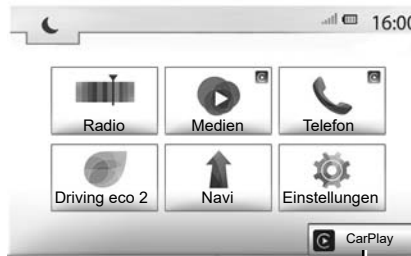 16:00
Radio
Medien
Telefon
Driving eco 2
Navi
Einstellungen
CarPlay